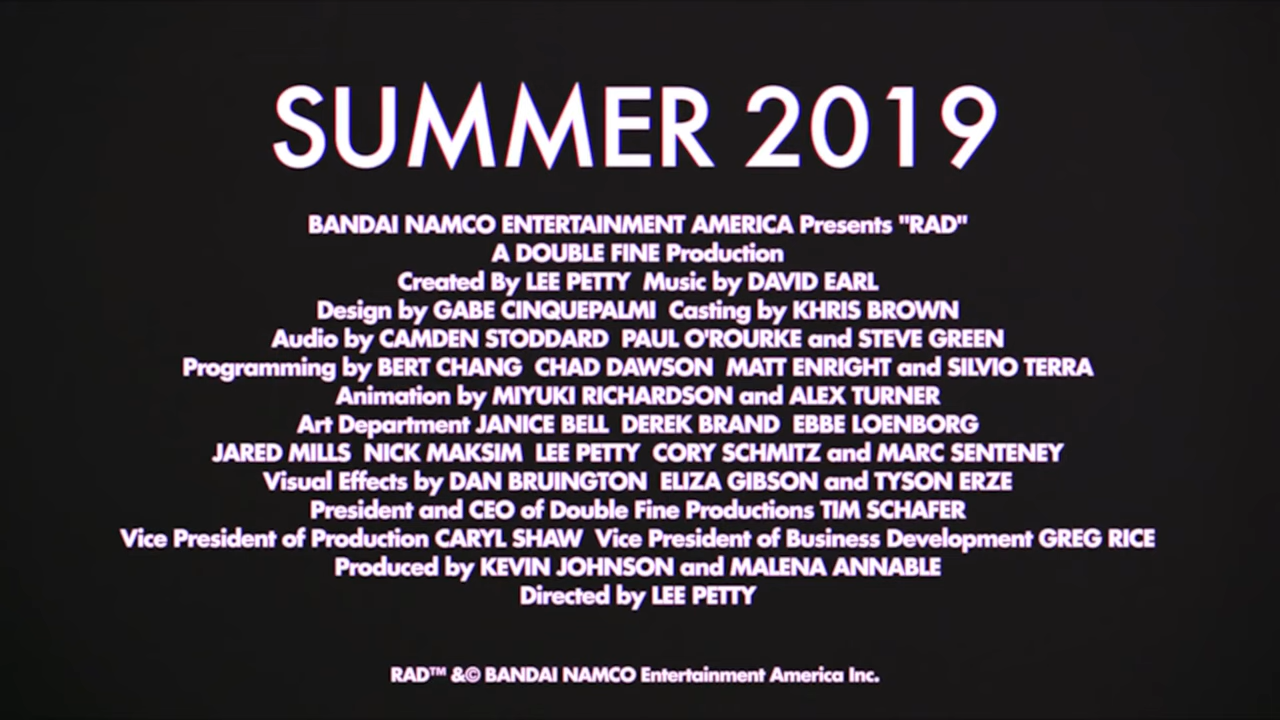 SUMMER 2019
BANDAI NAMCO ENTERTAINMENT AMERICA Presents "RAD"
A DOUBLE FINE Production
Created By LEE PETTY Music by DAVID EARL
Design by GABE CINQUEPALMI Casting by KHRIS BROWN
Audio by CAMDEN STODDARD PAUL O'ROURKE and STEVE GREEN
Programming by BERT CHANG CHAD DAWSON MATT ENRIGHT and SILVIO TERRA
Animation by MIYUKI RICHARDSON and ALEX TURNER
Art Department JANICE BELL DEREK BRAND EBBE LOENBORG
JARED MILLS NICK MAKSIM LEE PETTY CORY SCHMITZ and MARC SENTENEY
Visual Effects by DAN BRUINGTON ELIZA GIBSON and TYSON ERZE
President and CEO of Double Fine Productions TIM SCHAFER
Vice President of Production CARYL SHAW Vice President of Business Development GREG RICE
Produced by KEVIN JOHNSON and MALENA ANNABLE
Directed by LEE PETTY
RAD™ &© BANDAI NAMCO Entertainment America Inc.